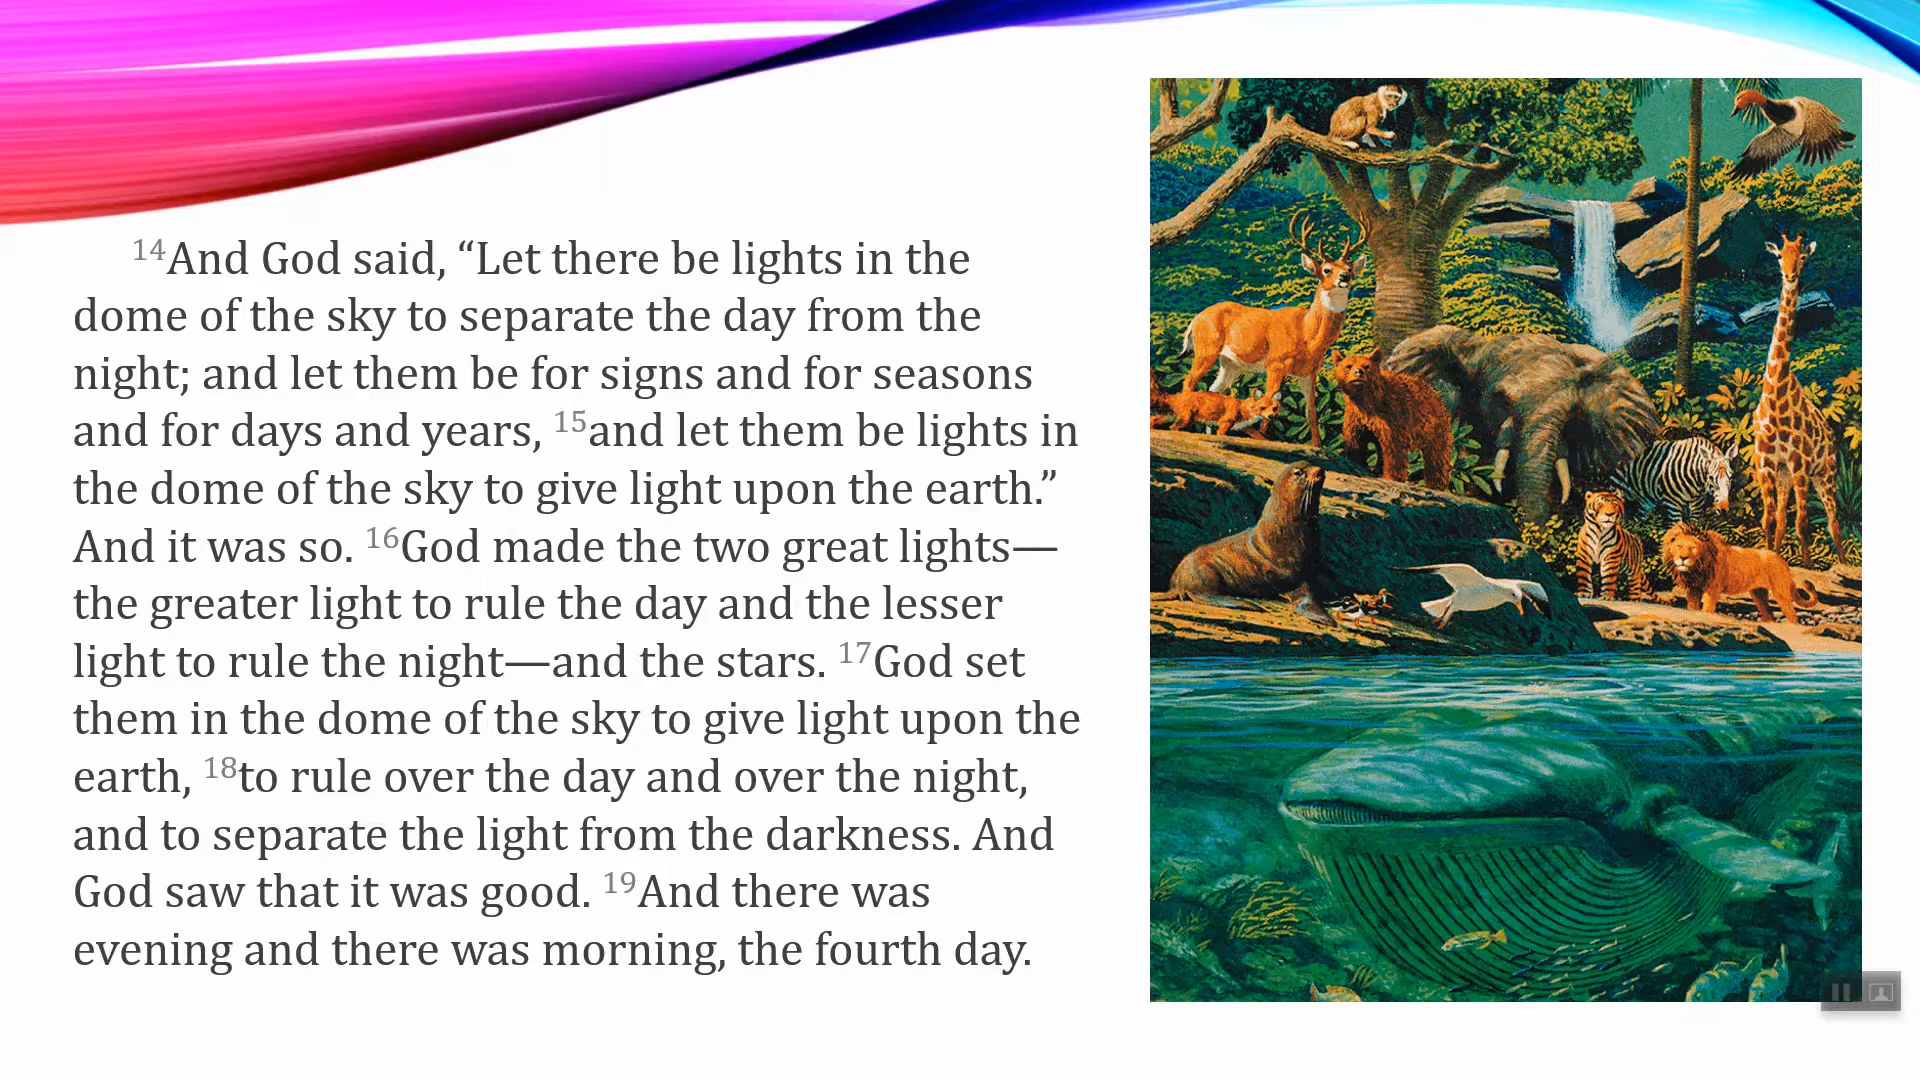 14And God said, “Let there be lights in the
dome of the sky to separate the day from the
night; and let them be for signs and for seasons
and for days and years, 15and let them be lights in
the dome of the sky to give light upon the earth.”
And it was so. 16God made the two great lights—
the greater light to rule the day and the lesser
light to rule the night—and the stars. 17God set
them in the dome of the sky to give light upon the
earth, 18to rule over the day and over the night,
and to separate the light from the darkness. And
God saw that it was good. 19And there was
evening and there was morning, the fourth day.